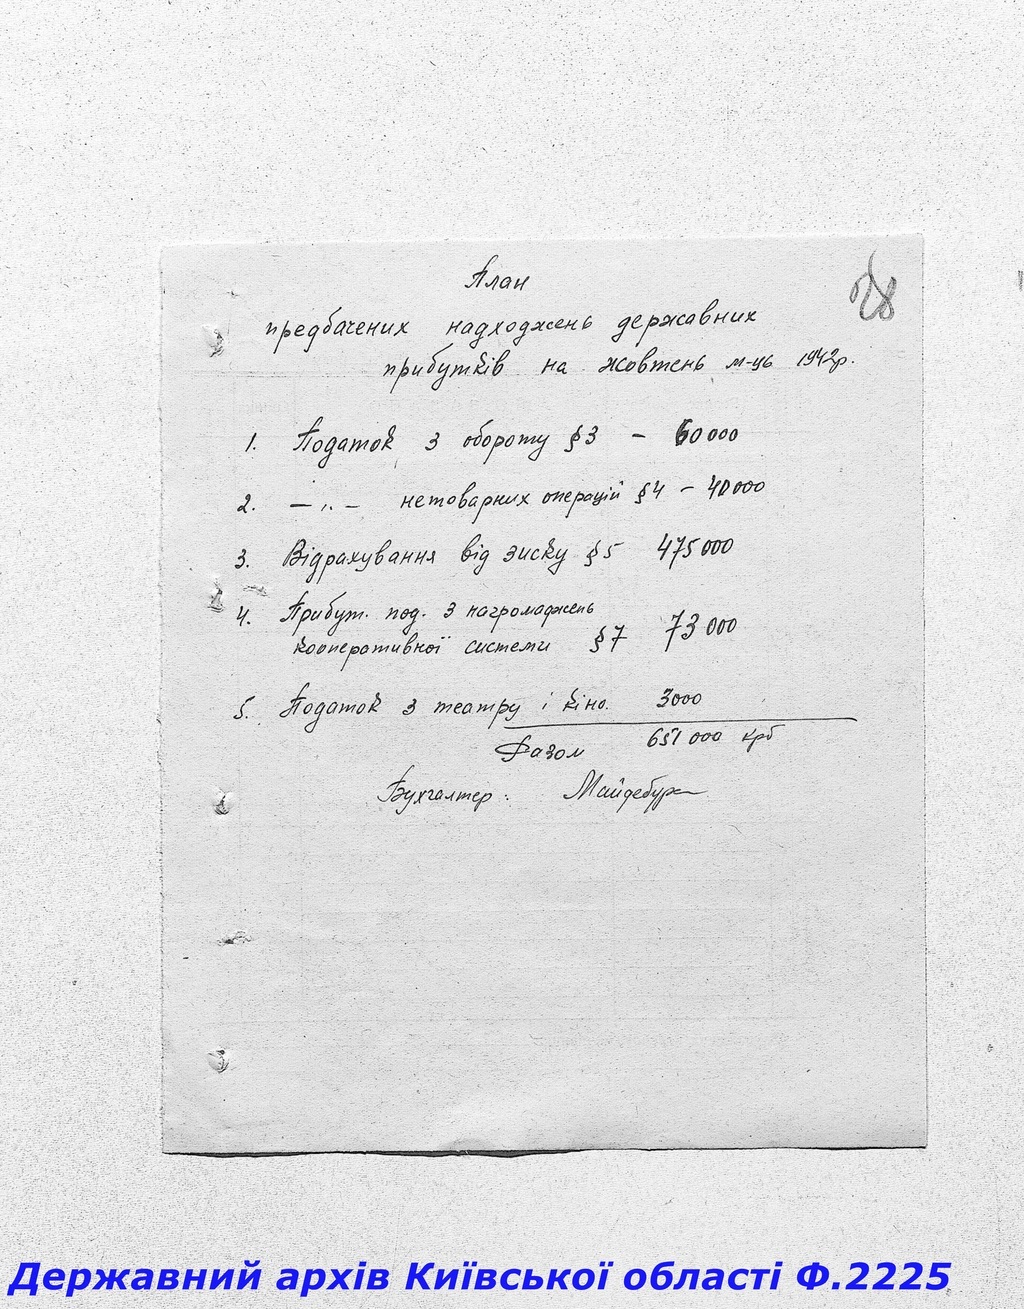 План
28
предбачених надходжень державних
прибутків на жовтень м-ць 1942р.
1. Податок з обороту §3 – 60000
2. –〃– нетоварних операцій §4 – 40000
3. Відрахування від зиску §5 475000
4. Прибут. под. з нагромаджень
кооперативної системи §7 73000
5. Податок з театру і кіно. 3000
Разом 651000 крб
Бухгалтер: Майдебура
Державний архів Київської області Ф.2225